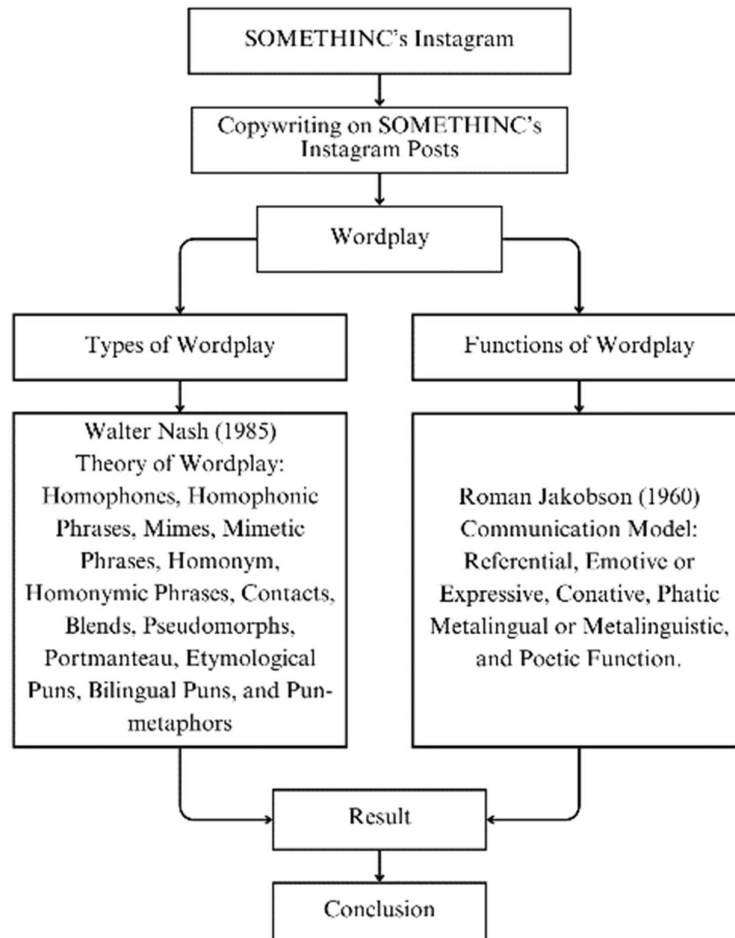 SOMETHINC's Instagram
Copywriting on SOMETHINC's
Instagram Posts
Wordplay
Types of Wordplay
Functions of Wordplay
Walter Nash (1985)
Theory of Wordplay:
Homophones, Homophonic
Phrases, Mimes, Mimetic
Phrases, Homonym,
Homonymic Phrases, Contacts,
Blends, Pseudomorphs,
Portmanteau, Etymological
Puns, Bilingual Puns, and Pun-
metaphors
Roman Jakobson (1960)
Communication Model:
Referential, Emotive or
Expressive, Conative, Phatic
Metalingual or Metalinguistic,
and Poetic Function.
Result
Conclusion